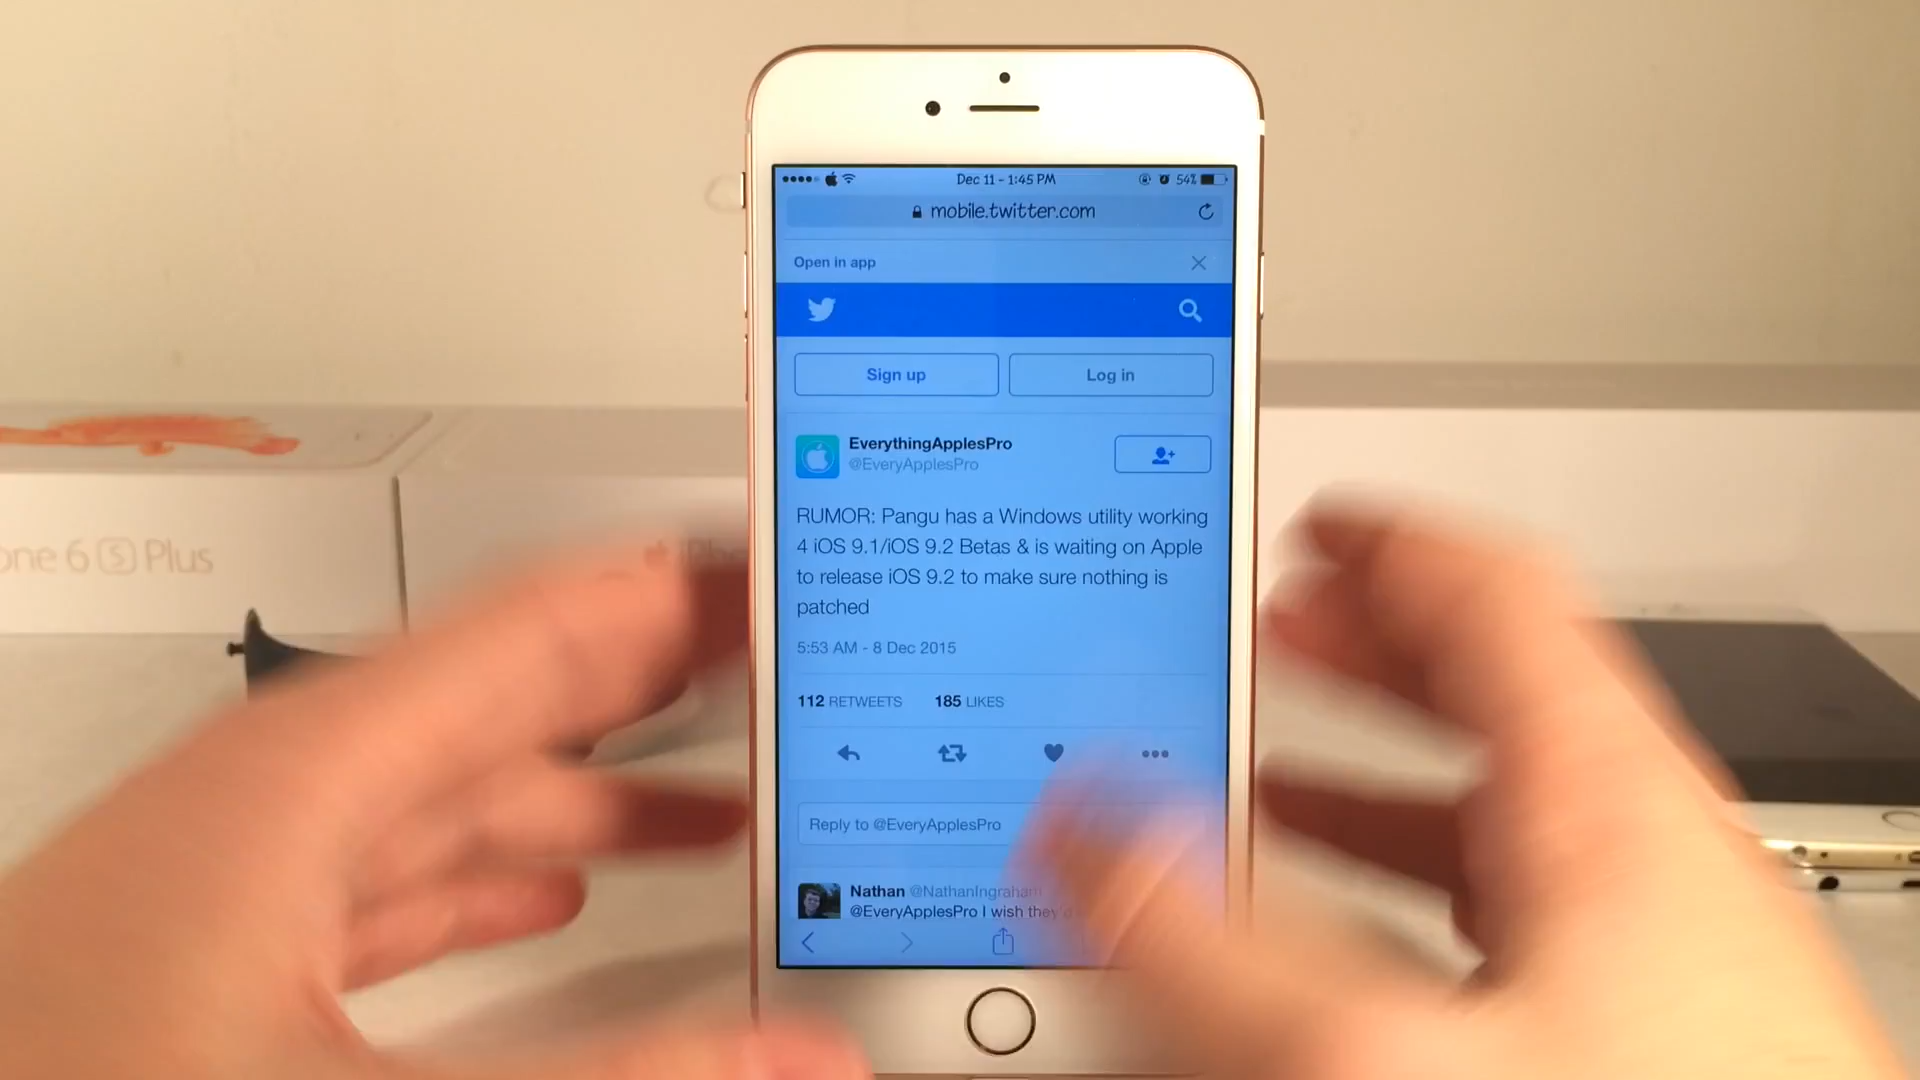 Dec 11 - 1:45 PM
54%
mobile.twitter.com
Open in app
Sign up
Log in
EverythingApplesPro
@EveryApplesPro
RUMOR: Pangu has a Windows utility working
4 iOS 9.1/iOS 9.2 Betas & is waiting on Apple
to release iOS 9.2 to make sure nothing is
patched
5:53 AM - 8 Dec 2015
112 RETWEETS 185 LIKES
Reply to @EveryApplesPro
Nathan @NathanIngraham
@EveryApplesPro I wish they'd
one 6S Plus
iPho